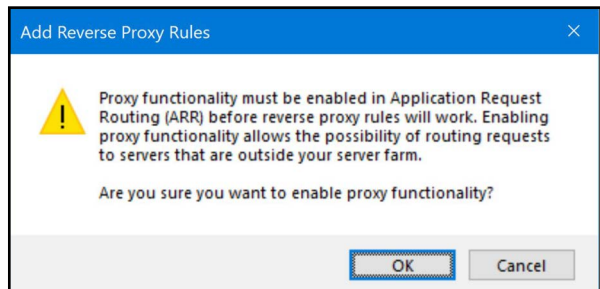 Add Reverse Proxy Rules
Proxy functionality must be enabled in Application Request
Routing (ARR) before reverse proxy rules will work. Enabling
proxy functionality allows the possibility of routing requests
to servers that are outside your server farm.
Are you sure you want to enable proxy functionality?
OK Cancel